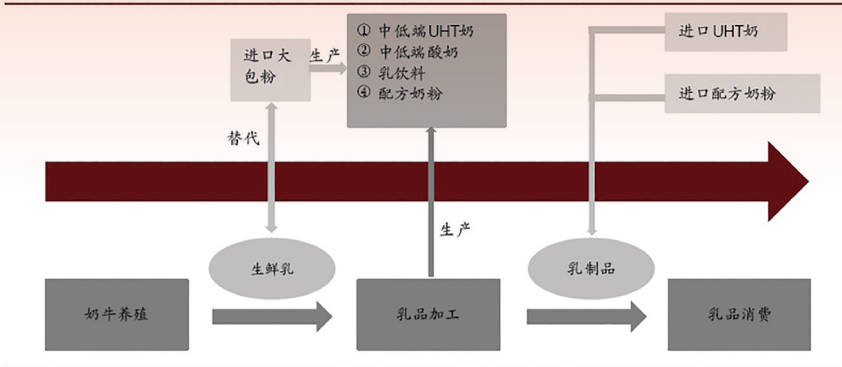 进口大
包粉
生产
① 中低端UHT奶
② 中低端酸奶
③ 乳饮料
④ 配方奶粉
进口UHT奶
进口配方奶粉
替代
生产
生鲜乳
乳制品
奶牛养殖
乳品加工
乳品消费